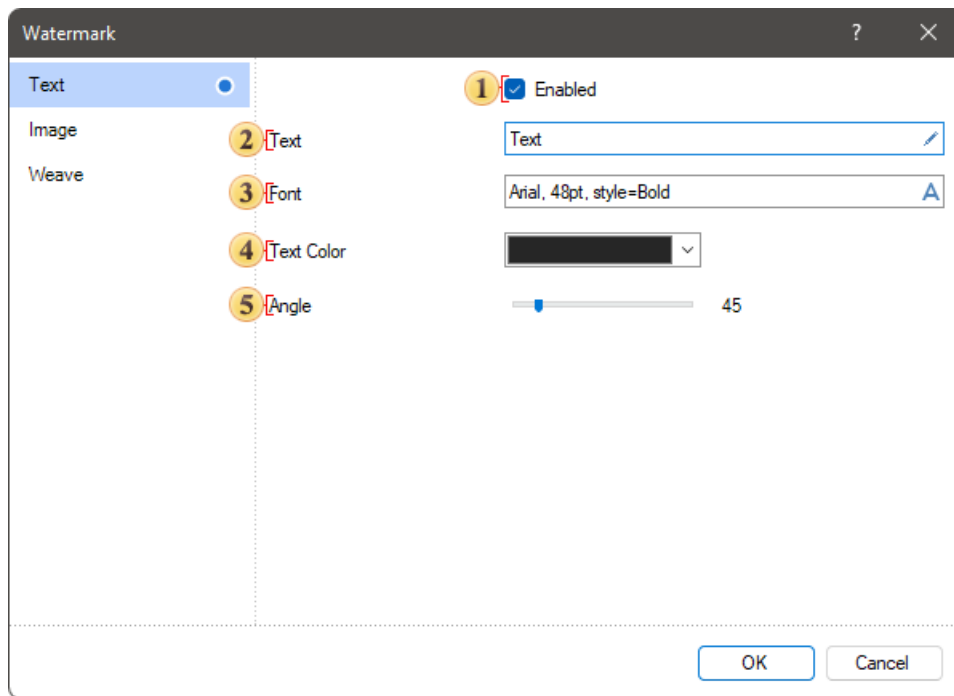 Watermark ?
Text
1 Enabled
Image
2 Text Text
Weave
3 Font Arial, 48pt, style=Bold A
4 Text Color
5 Angle 45
OK Cancel